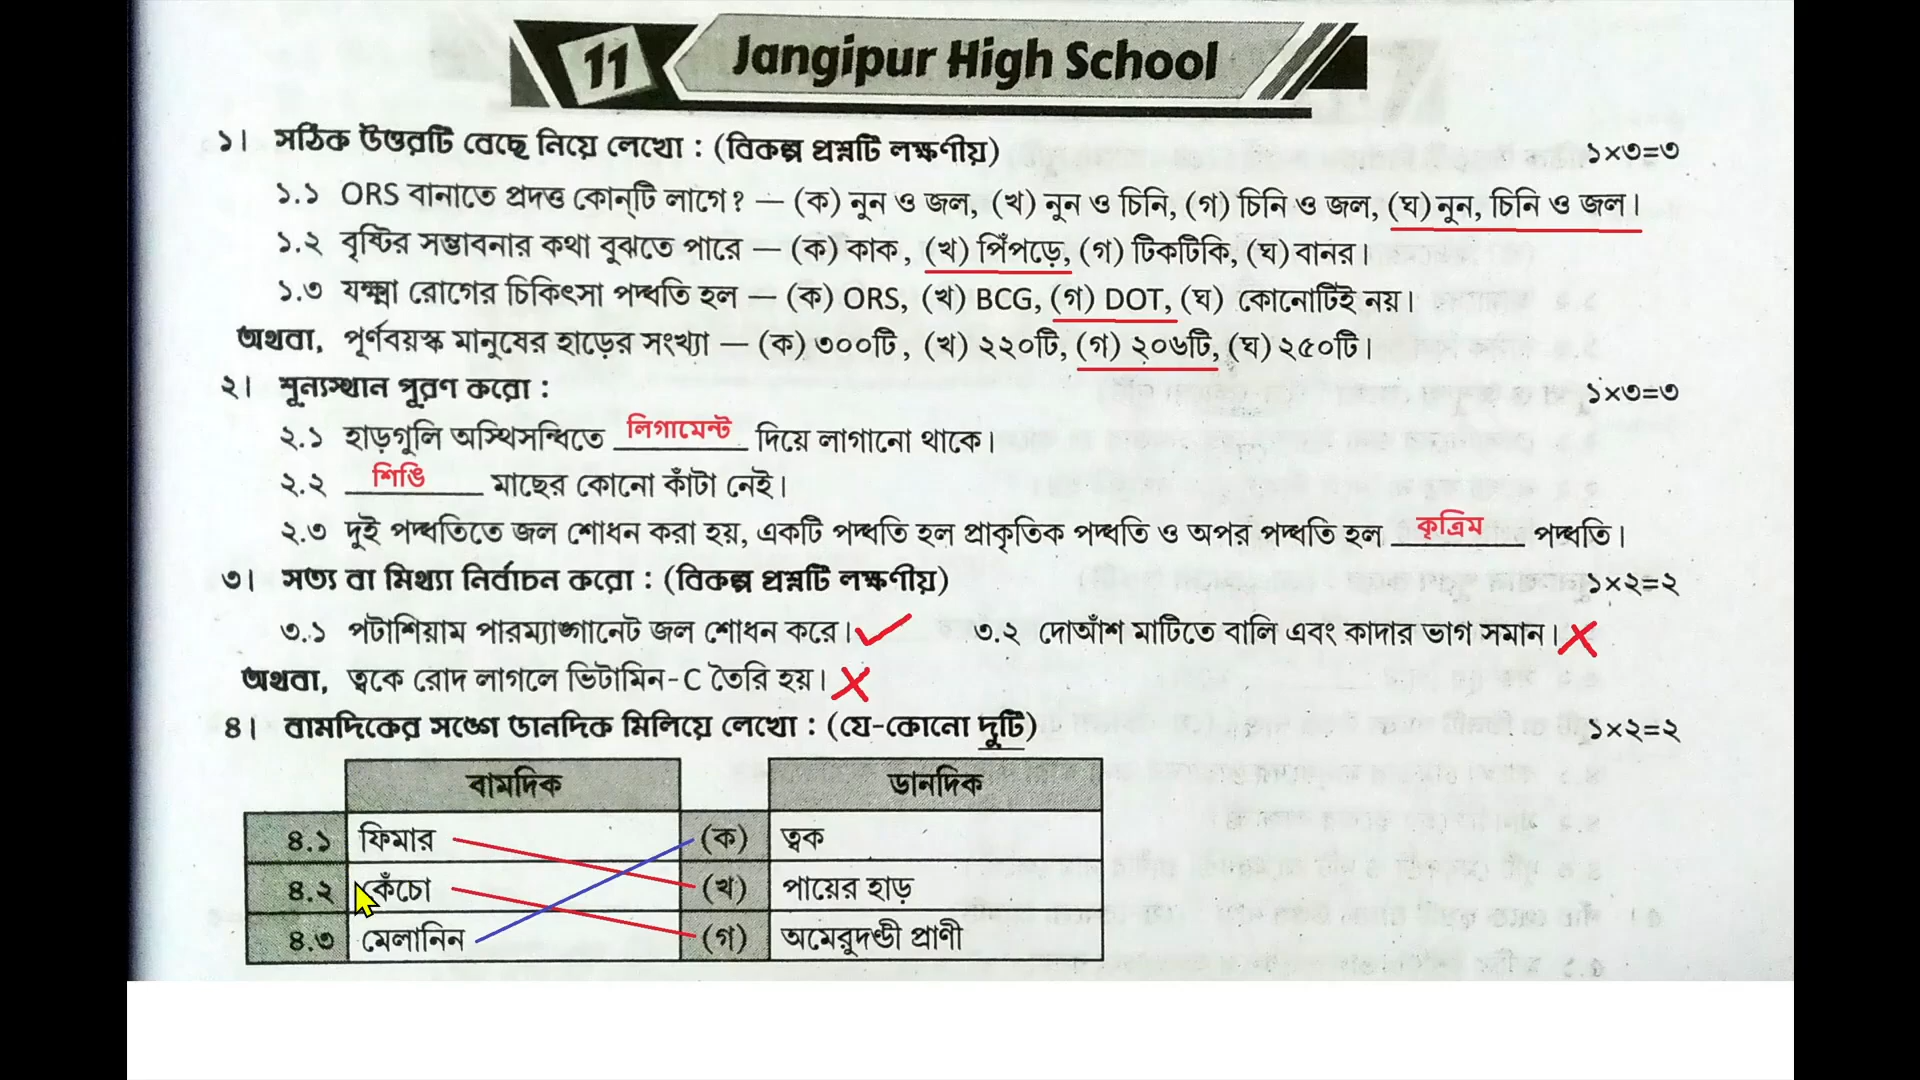 11 Jangipur High School
১। সঠিক উত্তরটি বেছে নিয়ে লেখো : (বিকল্প প্রশ্নটি লক্ষণীয়) ১×৩=৩
১.১ ORS বানাতে প্রদত্ত কোন্‌টি লাগে? — (ক) নুন ও জল, (খ) নুন ও চিনি, (গ) চিনি ও জল, (ঘ) নুন, চিনি ও জল।
১.২ বৃষ্টির সম্ভাবনার কথা বুঝতে পারে — (ক) কাক, (খ) পিঁপড়ে, (গ) টিকটিকি, (ঘ) বানর।
১.৩ যক্ষ্মা রোগের চিকিৎসা পদ্ধতি হল — (ক) ORS, (খ) BCG, (গ) DOT, (ঘ) কোনোটিই নয়।
অথবা, পূর্ণবয়স্ক মানুষের হাড়ের সংখ্যা — (ক) ৩০০টি, (খ) ২২০টি, (গ) ২০৬টি, (ঘ) ২৫০টি।
২। শূন্যস্থান পূরণ করো : ১×৩=৩
২.১ হাড়গুলি অস্থিসন্ধিতে লিগামেন্ট দিয়ে লাগানো থাকে।
২.২ শিঙি মাছের কোনো কাঁটা নেই।
২.৩ দুই পদ্ধতিতে জল শোধন করা হয়, একটি পদ্ধতি হল প্রাকৃতিক পদ্ধতি ও অপর পদ্ধতি হল কৃত্রিম পদ্ধতি।
৩। সত্য বা মিথ্যা নির্বাচন করো : (বিকল্প প্রশ্নটি লক্ষণীয়) ১×২=২
৩.১ পটাশিয়াম পারম্যাঙ্গানেট জল শোধন করে। ৩.২ দোআঁশ মাটিতে বালি এবং কাদার ভাগ সমান।
অথবা, ত্বকে রোদ লাগলে ভিটামিন-C তৈরি হয়।
৪। বামদিকের সঙ্গে ডানদিক মিলিয়ে লেখো : (যে-কোনো দুটি) ১×২=২
বামদিক ডানদিক
৪.১ ফিমার (ক) ত্বক
৪.২ কেঁচো (খ) পায়ের হাড়
৪.৩ মেলানিন (গ) অমেরুদণ্ডী প্রাণী